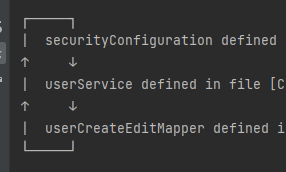 securityConfiguration defined
userService defined in file [C
userCreateEditMapper defined i